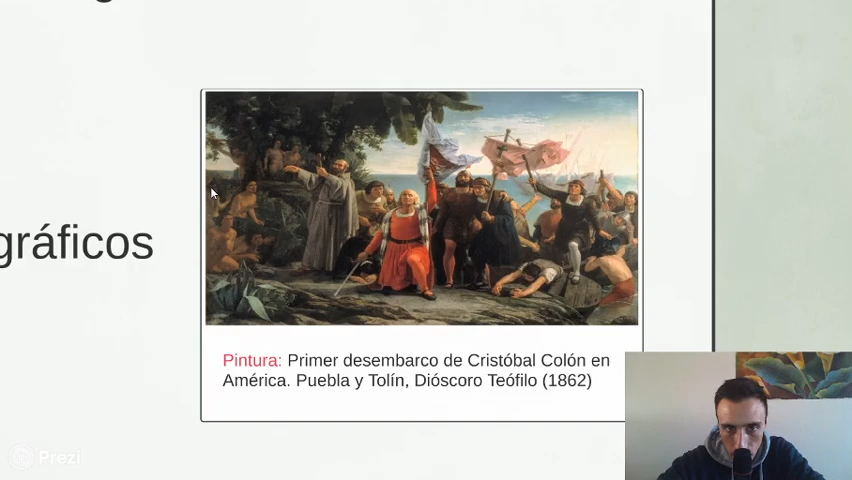 gráficos
Pintura: Primer desembarco de Cristóbal Colón en
América. Puebla y Tolín, Dióscoro Teófilo (1862)
Prezi